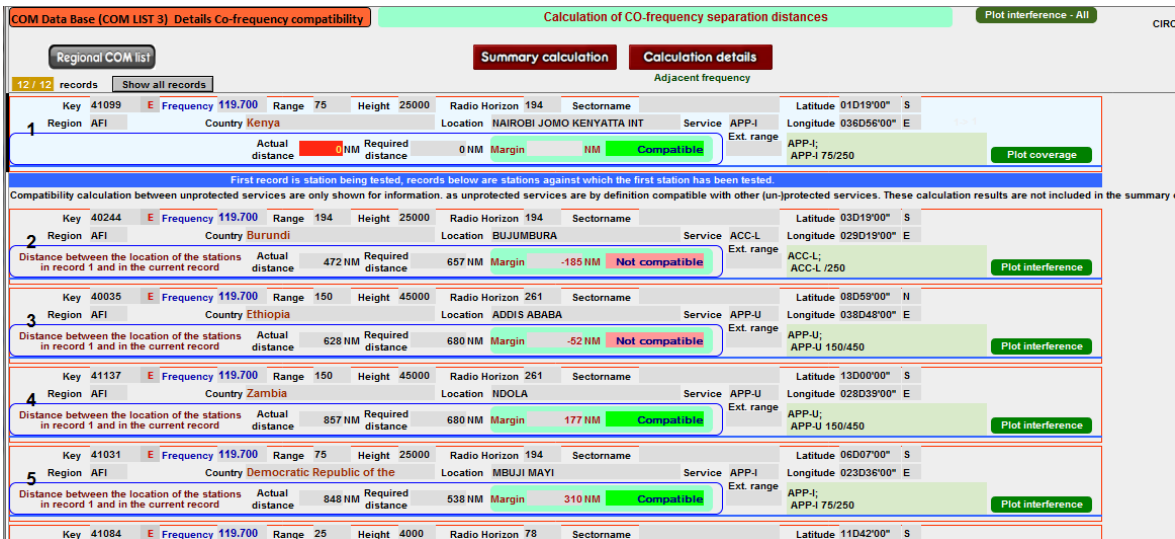 COM Data Base (COM LIST 3) Details Co-frequency compatibility Calculation of CO-frequency separation distances Plot interference - All
CIRC
Regional COM list Summary calculation Calculation details
Adjacent frequency
12 / 12 records Show all records
Key 41099 E Frequency 119.700 Range 75 Height 25000 Radio Horizon 194 Sectorname Latitude 01D19'00" S
1 Region AFI Country Kenya Location NAIROBI JOMO KENYATTA INT Service APP-I Longitude 036D56'00" E
Actual distance 0 NM Required distance 0 NM Margin NM Compatible Ext. range APP-I; APP-I 75/250 Plot coverage
First record is station being tested, records below are stations against which the first station has been tested.
Compatibility calculation between unprotected services are only shown for information. as unprotected services are by definition compatible with other (un-)protected services. These calculation results are not included in the summary
Key 40244 E Frequency 119.700 Range 194 Height 25000 Radio Horizon 194 Sectorname Latitude 03D19'00" S
2 Region AFI Country Burundi Location BUJUMBURA Service ACC-L Longitude 029D19'00" E
Distance between the location of the stations in record 1 and in the current record Actual distance 472 NM Required distance 657 NM Margin -185 NM Not compatible Ext. range ACC-L; ACC-L /250 Plot interference
Key 40035 E Frequency 119.700 Range 150 Height 45000 Radio Horizon 261 Sectorname Latitude 08D59'00" N
3 Region AFI Country Ethiopia Location ADDIS ABABA Service APP-U Longitude 038D48'00" E
Distance between the location of the stations in record 1 and in the current record Actual distance 628 NM Required distance 680 NM Margin -52 NM Not compatible Ext. range APP-U; APP-U 150/450 Plot interference
Key 41137 E Frequency 119.700 Range 150 Height 45000 Radio Horizon 261 Sectorname Latitude 13D00'00" S
4 Region AFI Country Zambia Location NDOLA Service APP-U Longitude 028D39'00" E
Distance between the location of the stations in record 1 and in the current record Actual distance 857 NM Required distance 680 NM Margin 177 NM Compatible Ext. range APP-U; APP-U 150/450 Plot interference
Key 41031 E Frequency 119.700 Range 75 Height 25000 Radio Horizon 194 Sectorname Latitude 06D07'00" S
5 Region AFI Country Democratic Republic of the Location MBUJI MAYI Service APP-I Longitude 023D36'00" E
Distance between the location of the stations in record 1 and in the current record Actual distance 848 NM Required distance 538 NM Margin 310 NM Compatible Ext. range APP-I; APP-I 75/250 Plot interference
Key 41084 E Frequency 119.700 Range 25 Height 4000 Radio Horizon 78 Sectorname Latitude 11D42'00" S